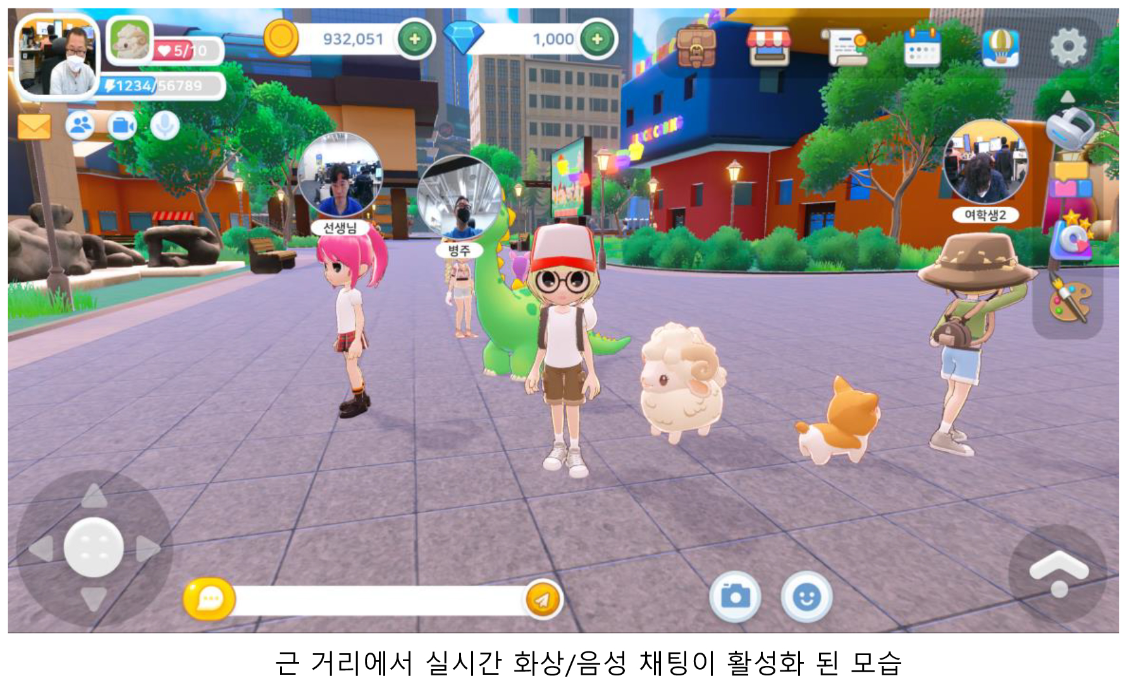 5/10
932,051
1,000
1234/56789
선생님
병주
여학생2
근 거리에서 실시간 화상/음성 채팅이 활성화 된 모습